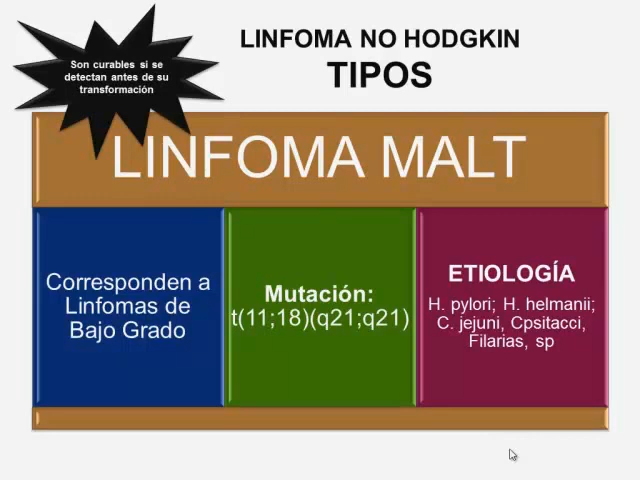 Son curables si se
detectan antes de su
transformación
LINFOMA NO HODGKIN
TIPOS
LINFOMA MALT
Corresponden a
Linfomas de
Bajo Grado
Mutación:
t(11;18)(q21;q21)
ETIOLOGÍA
H. pylori; H. helmanii;
C. jejuni, Cpsitacci,
Filarias, sp